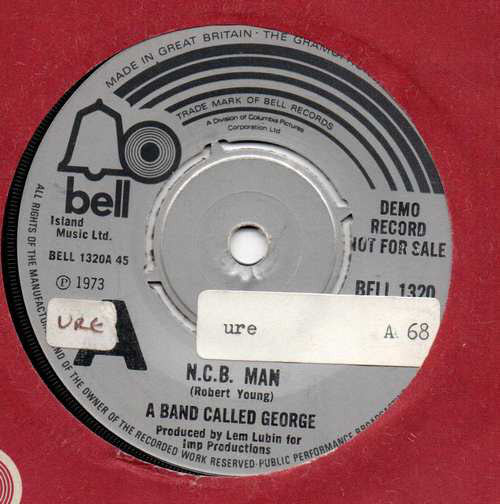 MADE IN GREAT BRITAIN · THE
TRADE MARK OF BELL RECORDS
A Division of Columbia Pictures
Corporation Ltd
bell
Island
Music Ltd.
BELL 1320A 45
Ⓟ 1973
DEMO
RECORD
NOT FOR SALE
BELL 1320
URE
A
ure A 68
N.C.B. MAN
(Robert Young)
A BAND CALLED GEORGE
Produced by Lem Lubin for
Imp Productions
ALL RIGHTS OF THE MANUFACTURER AND OF THE OWNER OF THE RECORDED WORK RESERVED·PUBLIC PERFORMANCE